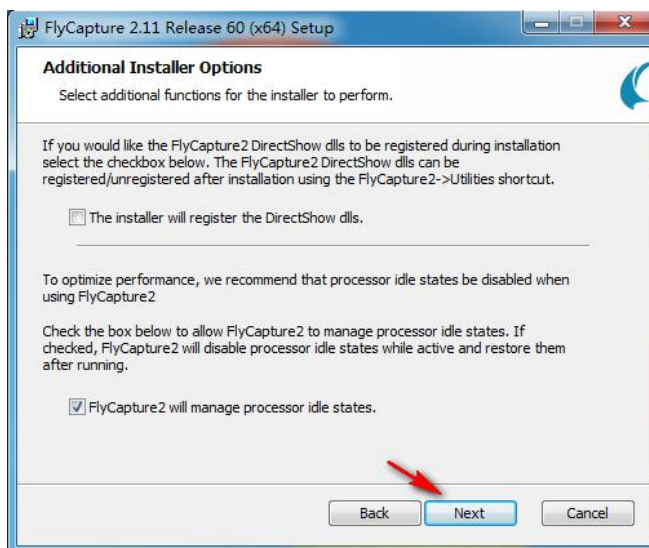 FlyCapture 2.11 Release 60 (x64) Setup
Additional Installer Options
Select additional functions for the installer to perform.
If you would like the FlyCapture2 DirectShow dlls to be registered during installation
select the checkbox below. The FlyCapture2 DirectShow dlls can be
registered/unregistered after installation using the FlyCapture2->Utilities shortcut.
The installer will register the DirectShow dlls.
To optimize performance, we recommend that processor idle states be disabled when
using FlyCapture2
Check the box below to allow FlyCapture2 to manage processor idle states. If
checked, FlyCapture2 will disable processor idle states while active and restore them
after running.
FlyCapture2 will manage processor idle states.
Back Next Cancel